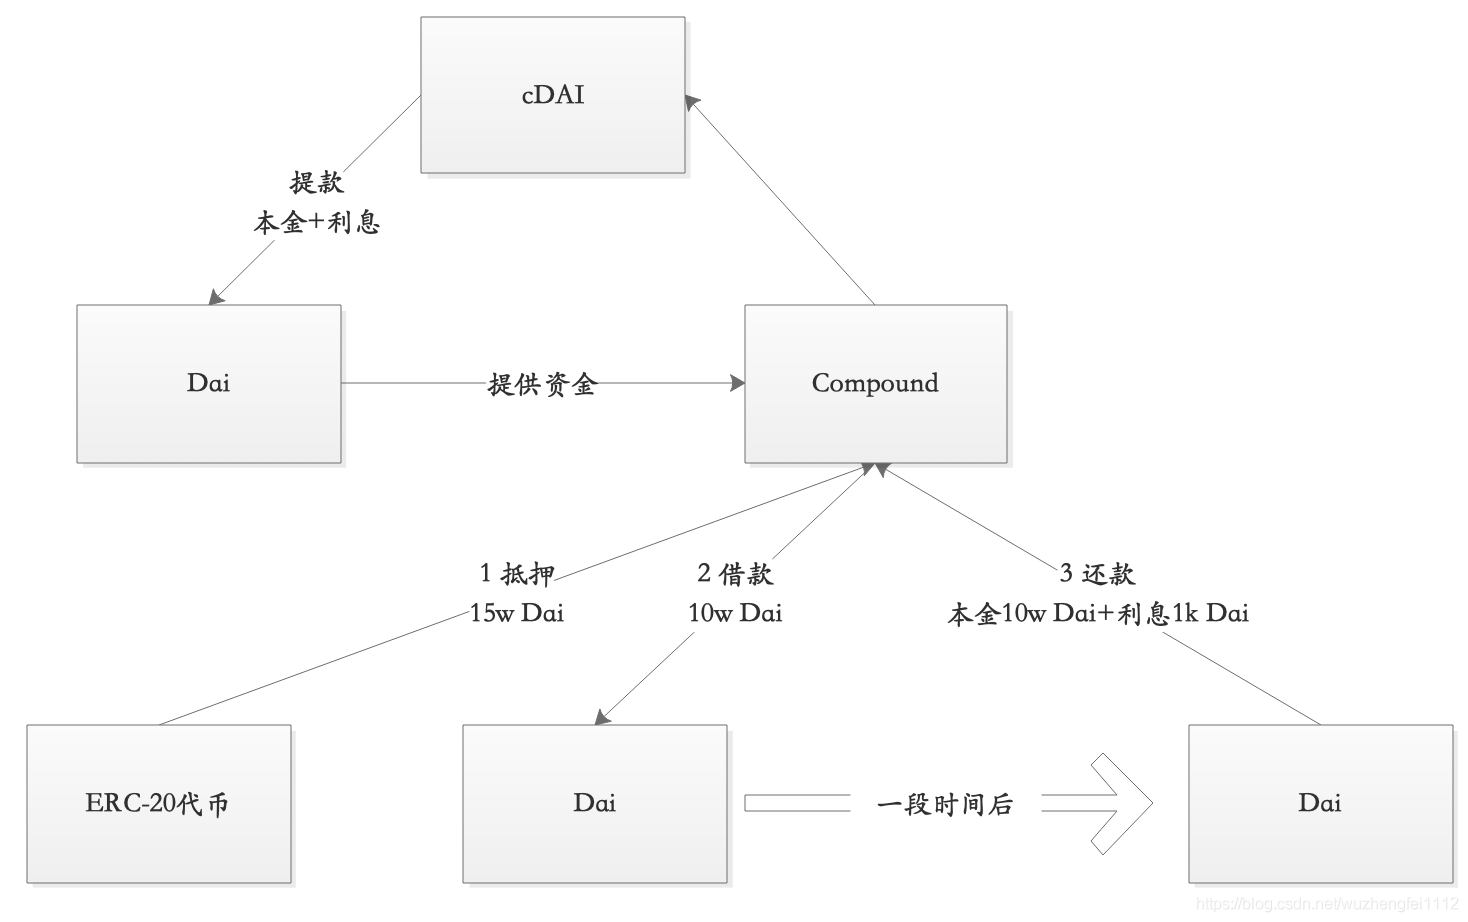 cDAI
提款
本金+利息
Dai
提供资金
Compound
1 抵押
15w Dai
2 借款
10w Dai
3 还款
本金10w Dai+利息1k Dai
ERC-20代币
Dai
一段时间后
Dai
https://blog.csdn.net/wuzhengfei1112